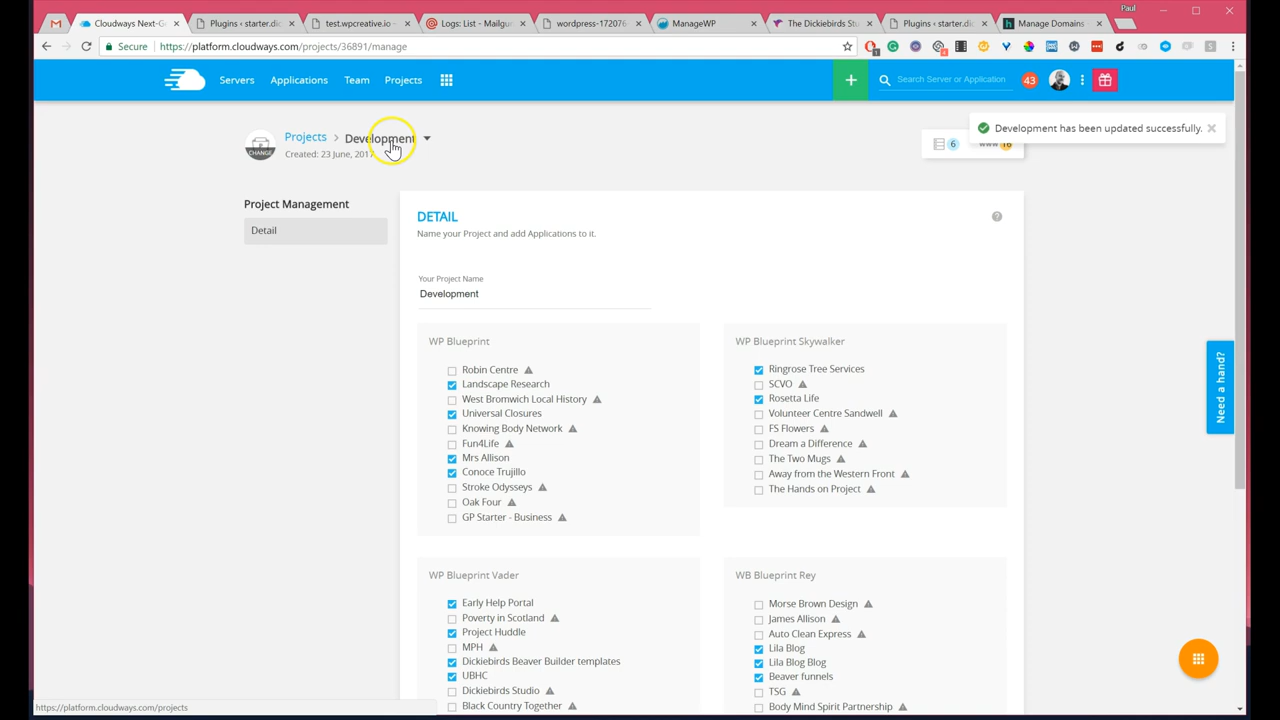 Paul
Cloudways Next-G
Plugins ‹ starter.dic
test.wpcreative.io -
Logs: List - Mailgu
wordpress-172076-
ManageWP
The Dickiebirds Stu
Plugins ‹ starter.dic
Manage Domains
Secure
https://platform.cloudways.com/projects/36891/manage
Servers
Applications
Team
Projects
+
Search Server or Application
43
Projects > Development
Created: 23 June, 2017
CHANGE
6
16
Development has been updated successfully.
Project Management
Detail
DETAIL
Name your Project and add Applications to it.
Your Project Name
Development
WP Blueprint
Robin Centre
Landscape Research
West Bromwich Local History
Universal Closures
Knowing Body Network
Fun4Life
Mrs Allison
Conoce Trujillo
Stroke Odysseys
Oak Four
GP Starter - Business
WP Blueprint Skywalker
Ringrose Tree Services
SCVO
Rosetta Life
Volunteer Centre Sandwell
FS Flowers
Dream a Difference
The Two Mugs
Away from the Western Front
The Hands on Project
WP Blueprint Vader
Early Help Portal
Poverty in Scotland
Project Huddle
MPH
Dickiebirds Beaver Builder templates
UBHC
Dickiebirds Studio
Black Country Together
WB Blueprint Rey
Morse Brown Design
James Allison
Auto Clean Express
Lila Blog
Lila Blog Blog
Beaver funnels
TSG
Body Mind Spirit Partnership
Need a hand?
https://platform.cloudways.com/projects